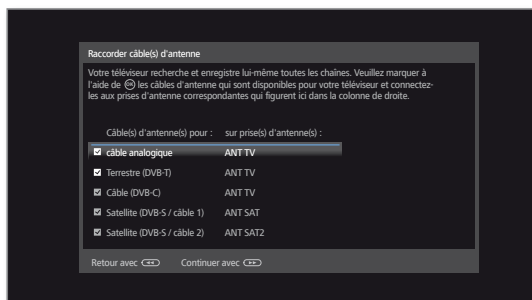 Raccorder câble(s) d'antenne
Votre téléviseur recherche et enregistre lui-même toutes les chaînes. Veuillez marquer à
l'aide de OK les câbles d'antenne qui sont disponibles pour votre téléviseur et connectez-
les aux prises d'antenne correspondantes qui figurent ici dans la colonne de droite.
Câble(s) d'antenne(s) pour : sur prise(s) d'antenne(s) :
câble analogique ANT TV
Terrestre (DVB-T) ANT TV
Câble (DVB-C) ANT TV
Satellite (DVB-S / câble 1) ANT SAT
Satellite (DVB-S / câble 2) ANT SAT2
Retour avec Continuer avec